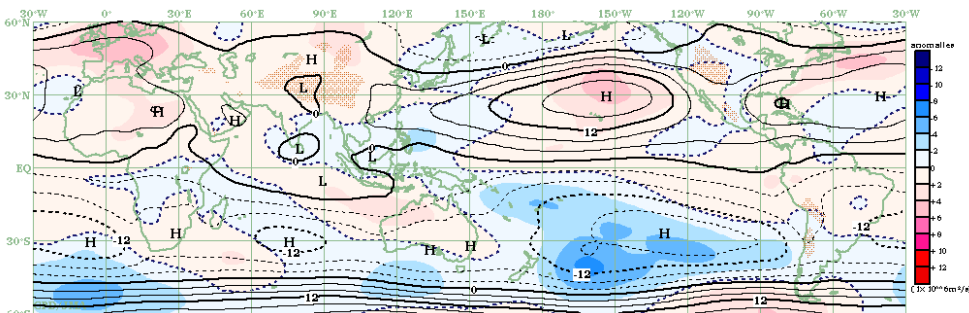 30°W 0° 30°E 60°E 90°E 120°E 150°E 180° 150°W 120°W 90°W 60°W 30°W
60°N
30°N
EQ
30°S
60°S
H H H H H H
L L L L L L
H H H H H H
0 0 0 0
12
12 -12 -12 -12
0
12 12
anomalies
- 12
- 10
- 8
- 6
- 4
- 2
0
+ 2
+ 4
+ 6
+ 8
+ 10
+ 12